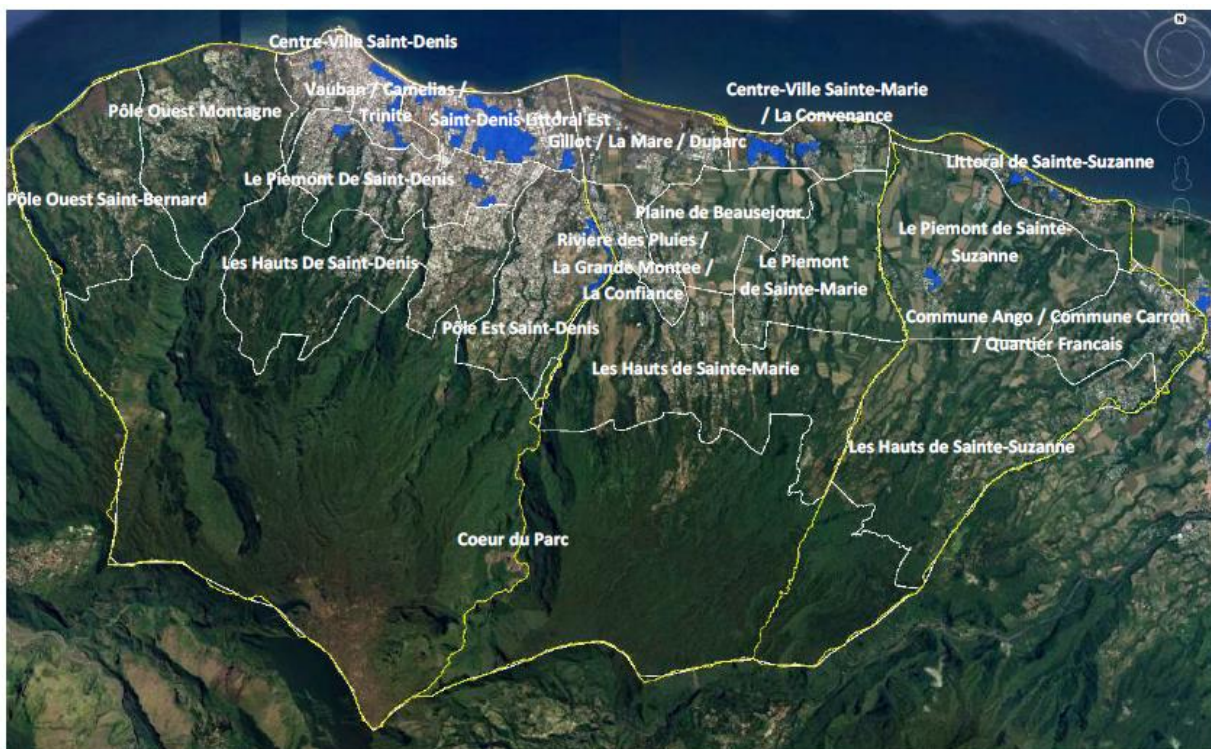 N
Centre-Ville Saint-Denis
Vauban / Camelias /
Trinite
Pôle Ouest Montagne
Saint-Denis Littoral Est
Centre-Ville Sainte-Marie
/ La Convenance
Gillot / La Mare / Duparc
Littoral de Sainte-Suzanne
Le Piemont De Saint-Denis
Pôle Ouest Saint-Bernard
Plaine de Beausejour
Le Piemont de Sainte-
Suzanne
Rivière des Pluies /
La Grande Montee /
La Confiance
Les Hauts De Saint-Denis
Le Piemont
de Sainte-Marie
Pôle Est Saint-Denis
Commune Ango / Commune Carron
/ Quartier Francais
Les Hauts de Sainte-Marie
Les Hauts de Sainte-Suzanne
Coeur du Parc